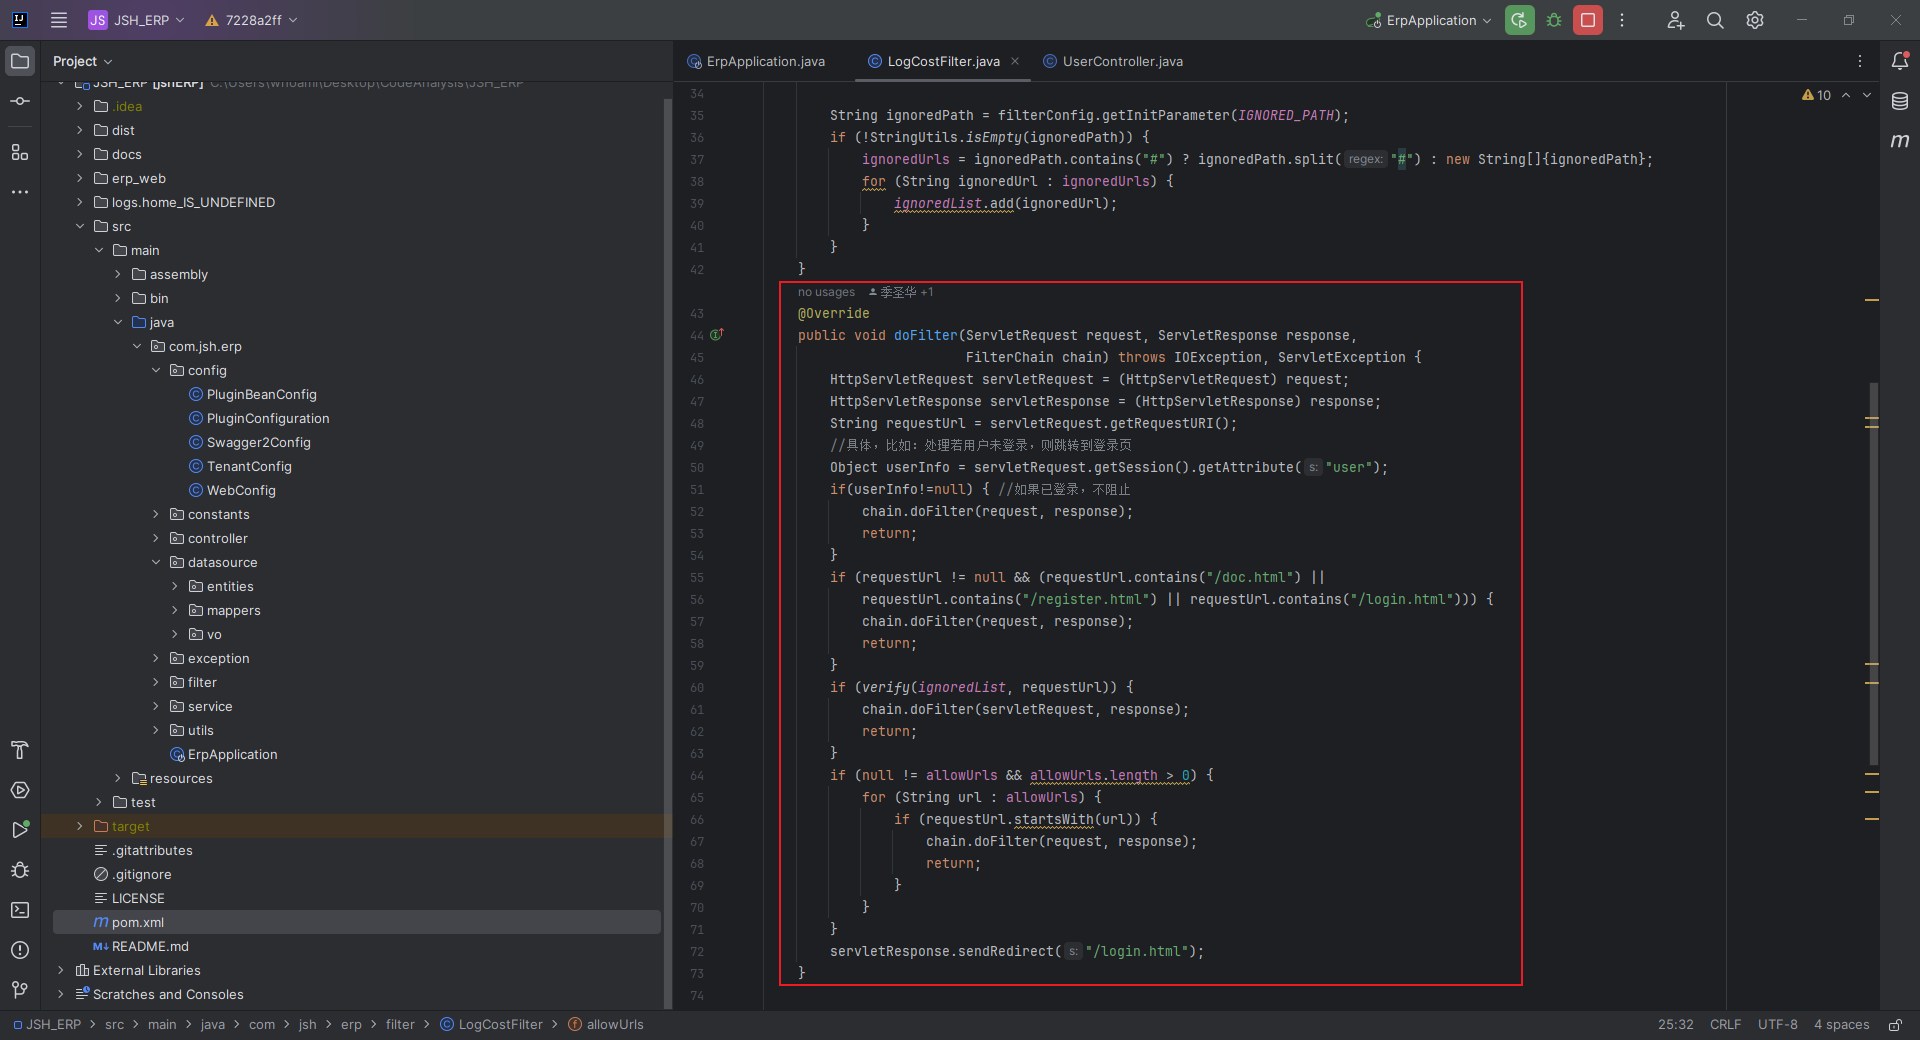 JS JSH_ERP
7228a2ff
ErpApplication
Project
ErpApplication.java
LogCostFilter.java
UserController.java
JSH_ERP [jshERP] C:\Users\whoami\Desktop\CodeAnalysis\JSH_ERP
.idea
dist
docs
erp_web
logs.home_IS_UNDEFINED
src
main
assembly
bin
java
com.jsh.erp
config
PluginBeanConfig
PluginConfiguration
Swagger2Config
TenantConfig
WebConfig
constants
controller
datasource
entities
mappers
vo
exception
filter
service
utils
ErpApplication
resources
test
target
.gitattributes
.gitignore
LICENSE
pom.xml
README.md
External Libraries
Scratches and Consoles
10
34
35 String ignoredPath = filterConfig.getInitParameter(IGNORED_PATH);
36 if (!StringUtils.isEmpty(ignoredPath)) {
37 ignoredUrls = ignoredPath.contains("#") ? ignoredPath.split( regex: "#") : new String[]{ignoredPath};
38 for (String ignoredUrl : ignoredUrls) {
39 ignoredList.add(ignoredUrl);
40 }
41 }
42 }
no usages 季圣华 +1
43 @Override
44 public void doFilter(ServletRequest request, ServletResponse response,
45 FilterChain chain) throws IOException, ServletException {
46 HttpServletRequest servletRequest = (HttpServletRequest) request;
47 HttpServletResponse servletResponse = (HttpServletResponse) response;
48 String requestUrl = servletRequest.getRequestURI();
49 //具体，比如：处理若用户未登录，则跳转到登录页
50 Object userInfo = servletRequest.getSession().getAttribute( s: "user");
51 if(userInfo!=null) { //如果已登录，不阻止
52 chain.doFilter(request, response);
53 return;
54 }
55 if (requestUrl != null && (requestUrl.contains("/doc.html") ||
56 requestUrl.contains("/register.html") || requestUrl.contains("/login.html"))) {
57 chain.doFilter(request, response);
58 return;
59 }
60 if (verify(ignoredList, requestUrl)) {
61 chain.doFilter(servletRequest, response);
62 return;
63 }
64 if (null != allowUrls && allowUrls.length > 0) {
65 for (String url : allowUrls) {
66 if (requestUrl.startsWith(url)) {
67 chain.doFilter(request, response);
68 return;
69 }
70 }
71 }
72 servletResponse.sendRedirect( s: "/login.html");
73 }
74
JSH_ERP > src > main > java > com > jsh > erp > filter > LogCostFilter > allowUrls
25:32 CRLF UTF-8 4 spaces